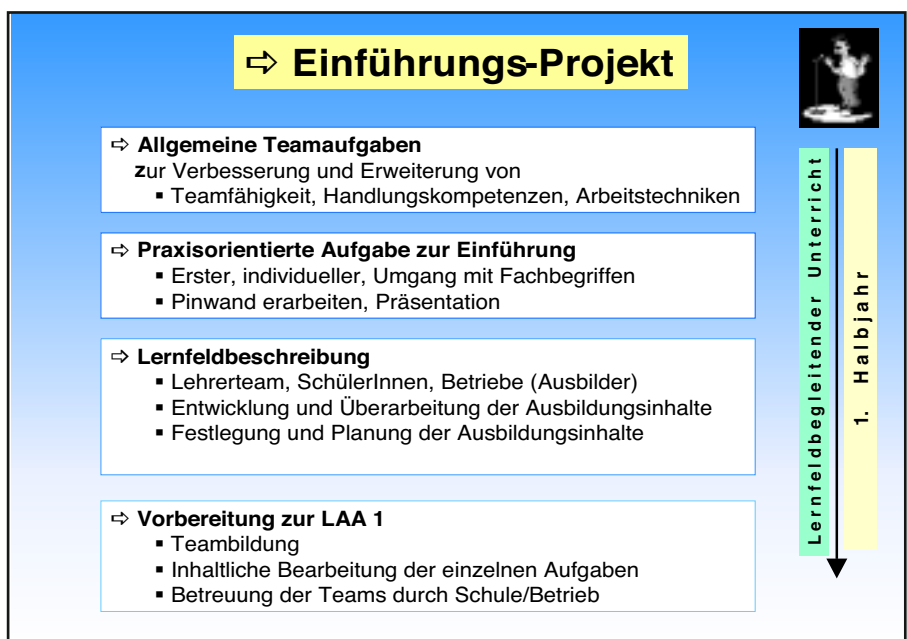 ⇨ Einführungs-Projekt
⇨ Allgemeine Teamaufgaben
zur Verbesserung und Erweiterung von
▪ Teamfähigkeit, Handlungskompetenzen, Arbeitstechniken
⇨ Praxisorientierte Aufgabe zur Einführung
▪ Erster, individueller, Umgang mit Fachbegriffen
▪ Pinwand erarbeiten, Präsentation
⇨ Lernfeldbeschreibung
▪ Lehrerteam, SchülerInnen, Betriebe (Ausbilder)
▪ Entwicklung und Überarbeitung der Ausbildungsinhalte
▪ Festlegung und Planung der Ausbildungsinhalte
⇨ Vorbereitung zur LAA 1
▪ Teambildung
▪ Inhaltliche Bearbeitung der einzelnen Aufgaben
▪ Betreuung der Teams durch Schule/Betrieb
Lernfeldbegleitender Unterricht
1. Halbjahr